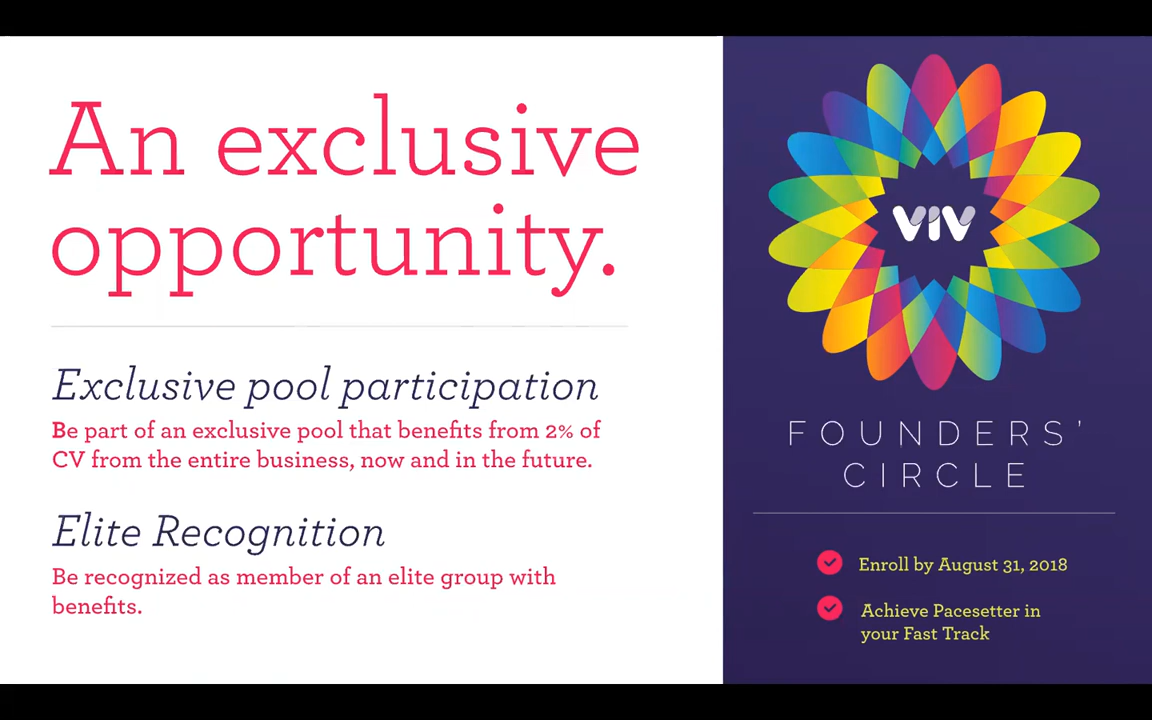 An exclusive
opportunity.
Exclusive pool participation
Be part of an exclusive pool that benefits from 2% of
CV from the entire business, now and in the future.
Elite Recognition
Be recognized as member of an elite group with
benefits.
VIV
FOUNDERS'
CIRCLE
Enroll by August 31, 2018
Achieve Pacesetter in
your Fast Track